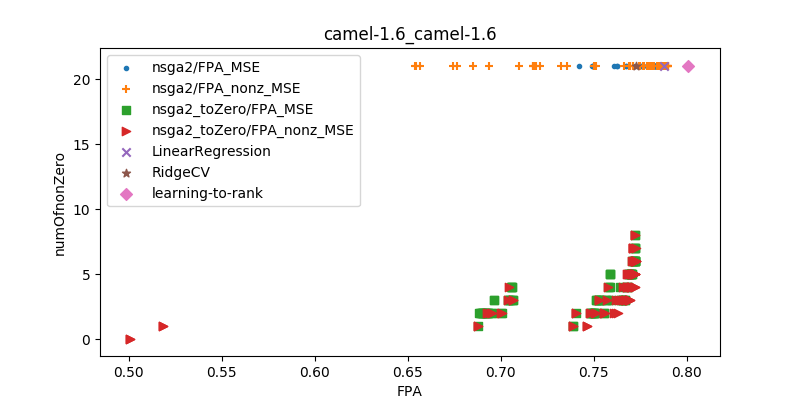 camel-1.6_camel-1.6
nsga2/FPA_MSE
nsga2/FPA_nonz_MSE
nsga2_toZero/FPA_MSE
nsga2_toZero/FPA_nonz_MSE
LinearRegression
RidgeCV
learning-to-rank
numOfnonZero
20
15
10
5
0
0.50 0.55 0.60 0.65 0.70 0.75 0.80
FPA